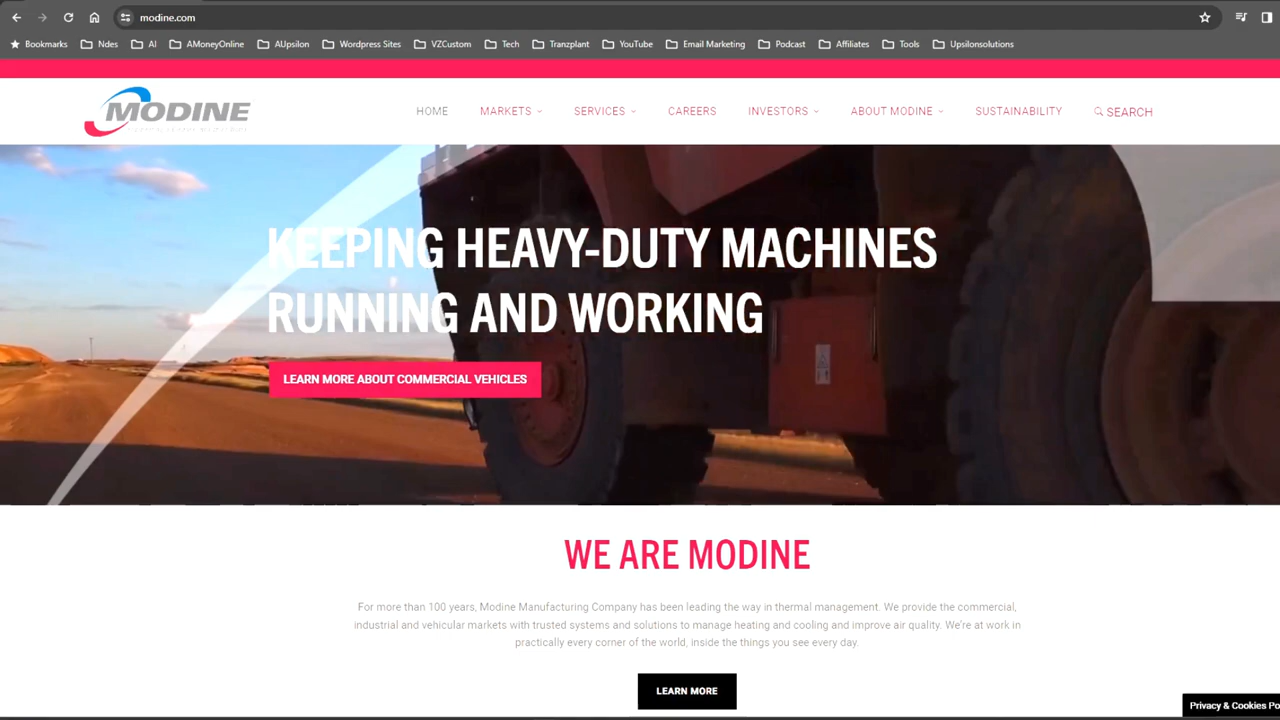 modine.com
Bookmarks Ndes AI AMoneyOnline AUpsilon Wordpress Sites VZCustom Tech Tranzplant YouTube Email Marketing Podcast Affiliates Tools Upsilonsolutions
MODINE
HOME MARKETS SERVICES CAREERS INVESTORS ABOUT MODINE SUSTAINABILITY SEARCH
KEEPING HEAVY-DUTY MACHINES
RUNNING AND WORKING
LEARN MORE ABOUT COMMERCIAL VEHICLES
WE ARE MODINE
For more than 100 years, Modine Manufacturing Company has been leading the way in thermal management. We provide the commercial,
industrial and vehicular markets with trusted systems and solutions to manage heating and cooling and improve air quality. We're at work in
practically every corner of the world, inside the things you see every day.
LEARN MORE
Privacy & Cookies Po